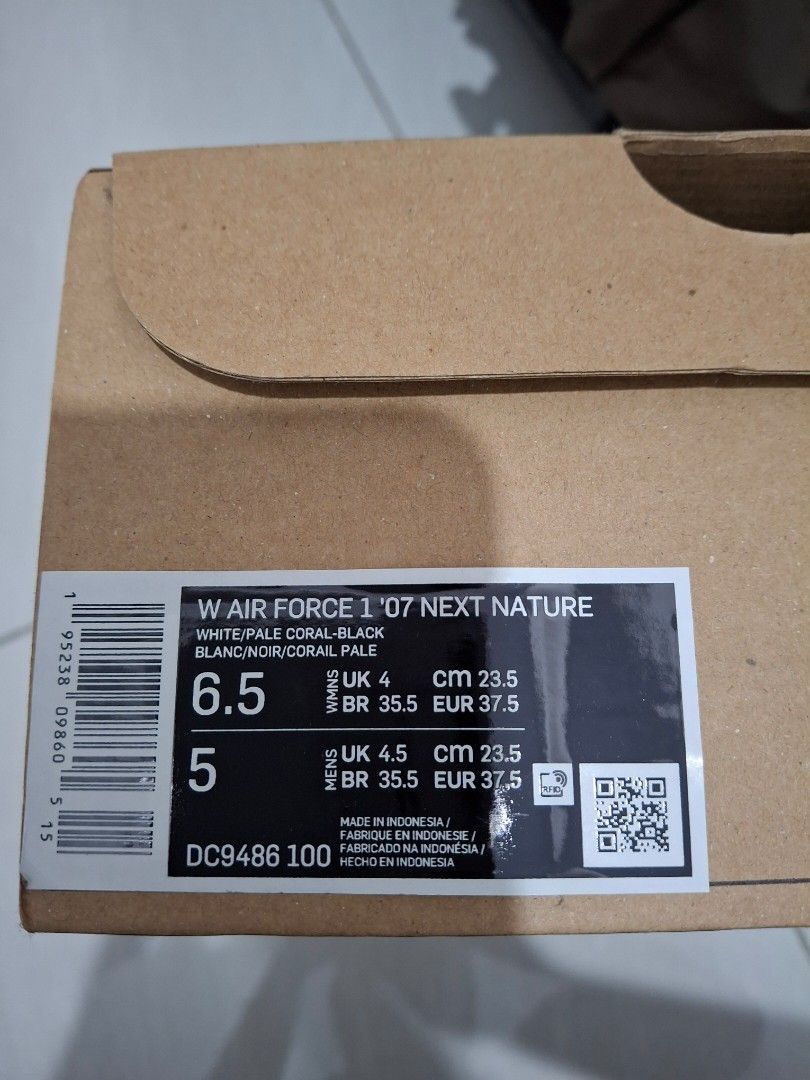 W AIR FORCE 1 '07 NEXT NATURE
WHITE/PALE CORAL-BLACK
BLANC/NOIR/CORAIL PALE
6.5 WMNS UK 4 cm 23.5
BR 35.5 EUR 37.5
5 MENS UK 4.5 cm 23.5
BR 35.5 EUR 37.5
RFID
DC9486 100
MADE IN INDONESIA /
FABRIQUE EN INDONESIE /
FABRICADO NA INDONÉSIA /
HECHO EN INDONESIA
1 95238 09860 5 15